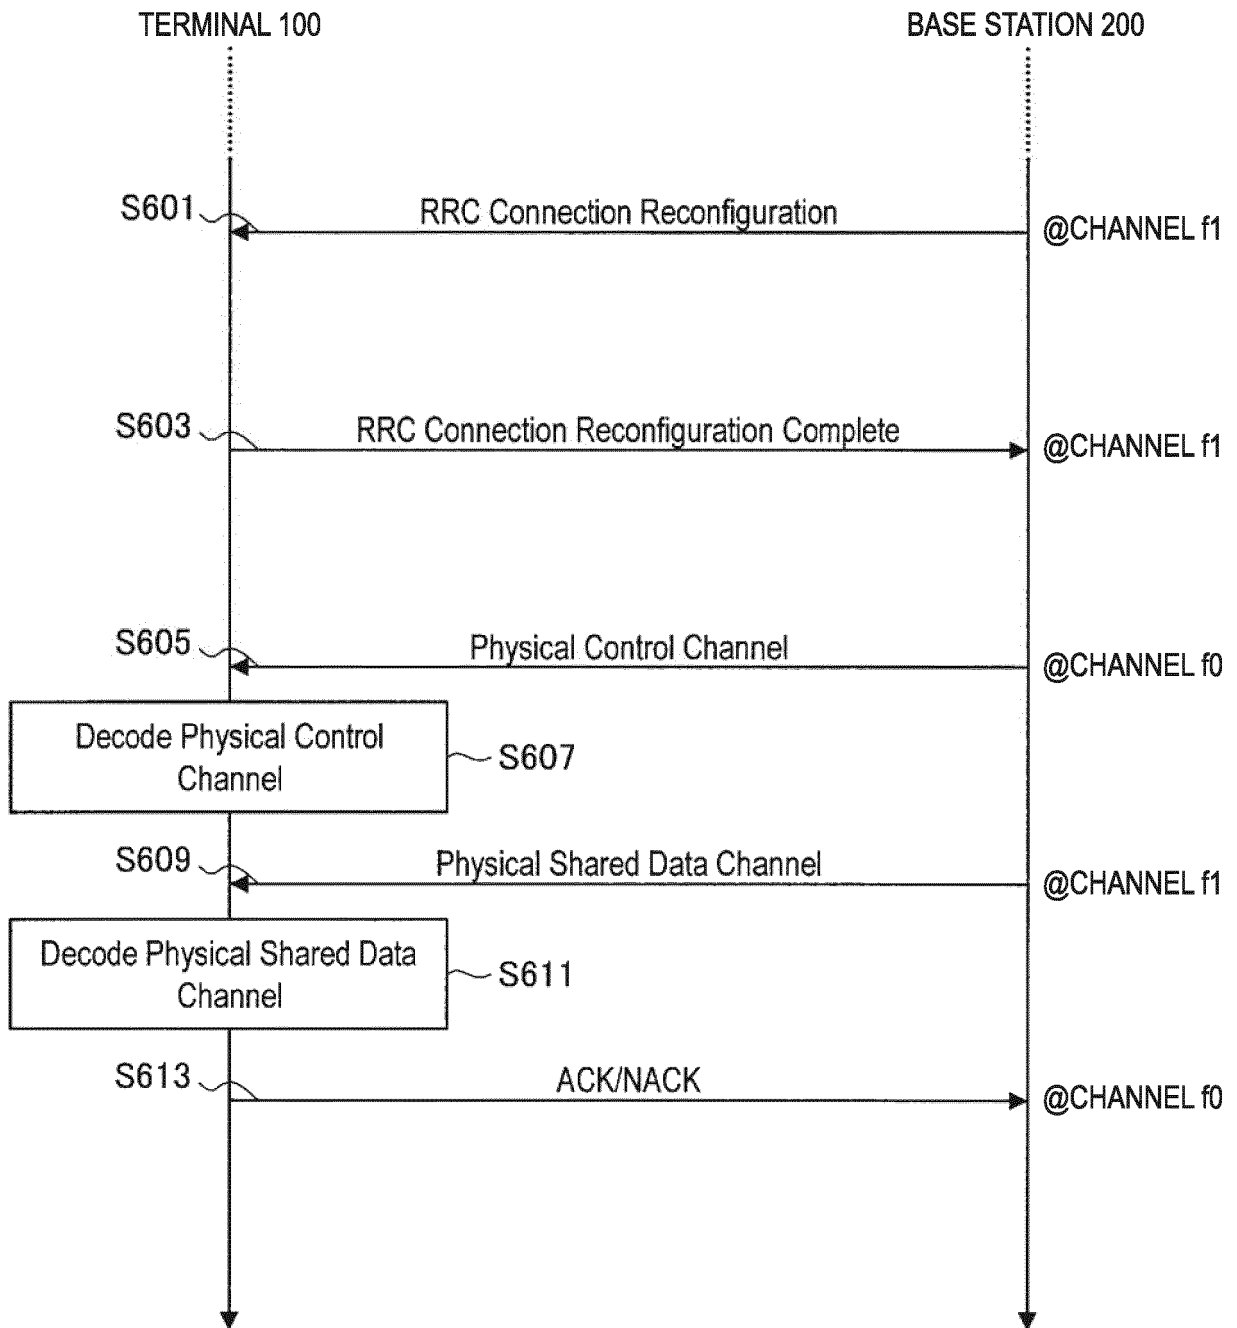 TERMINAL 100
BASE STATION 200
S601
RRC Connection Reconfiguration
@CHANNEL f1
S603
RRC Connection Reconfiguration Complete
@CHANNEL f1
S605
Physical Control Channel
@CHANNEL f0
Decode Physical Control
Channel
S607
S609
Physical Shared Data Channel
@CHANNEL f1
Decode Physical Shared Data
Channel
S611
S613
ACK/NACK
@CHANNEL f0